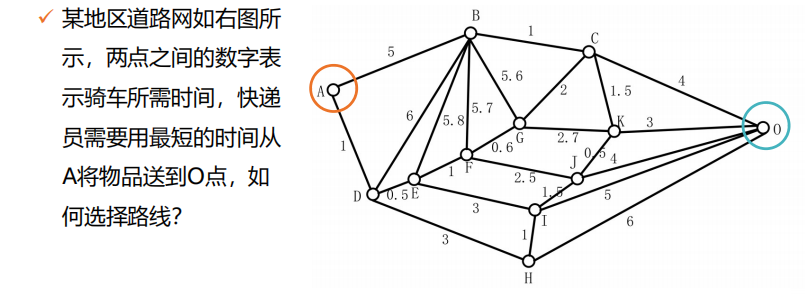 ✓ 某地区道路网如右图所
示，两点之间的数字表
示骑车所需时间，快递
员需要用最短的时间从
A将物品送到O点，如
何选择路线？
B
1
C
5
5.6
4
A
2
1.5
6
5.8
5.7
K
3
G
2.7
O
1
0.6
0.5
4
F
J
1
2.5
D
0.5
E
1.5
5
3
I
6
3
1
H